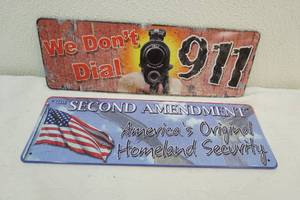 We Don't
Dial
911
SECOND AMENDMENT
America's Original
Homeland Security